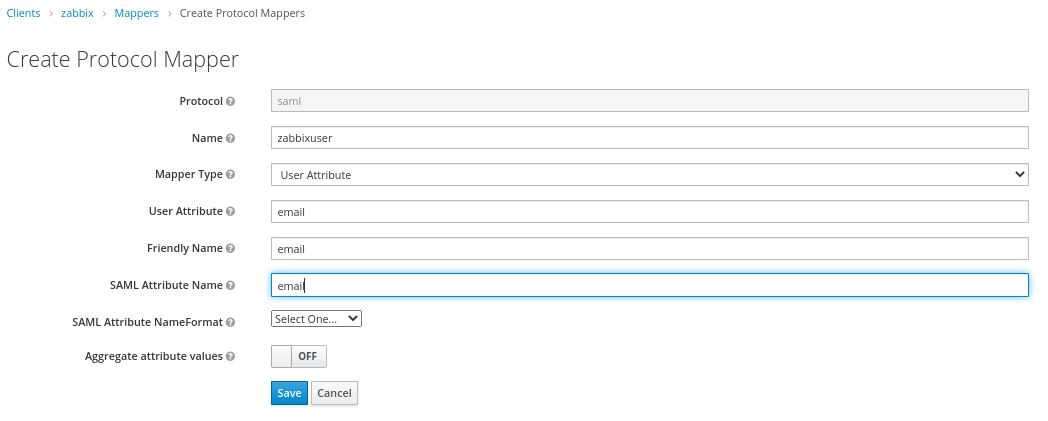 Clients > zabbix > Mappers > Create Protocol Mappers
Create Protocol Mapper
Protocol saml
Name zabbixuser
Mapper Type User Attribute
User Attribute email
Friendly Name email
SAML Attribute Name email
SAML Attribute NameFormat Select One...
Aggregate attribute values OFF
Save Cancel